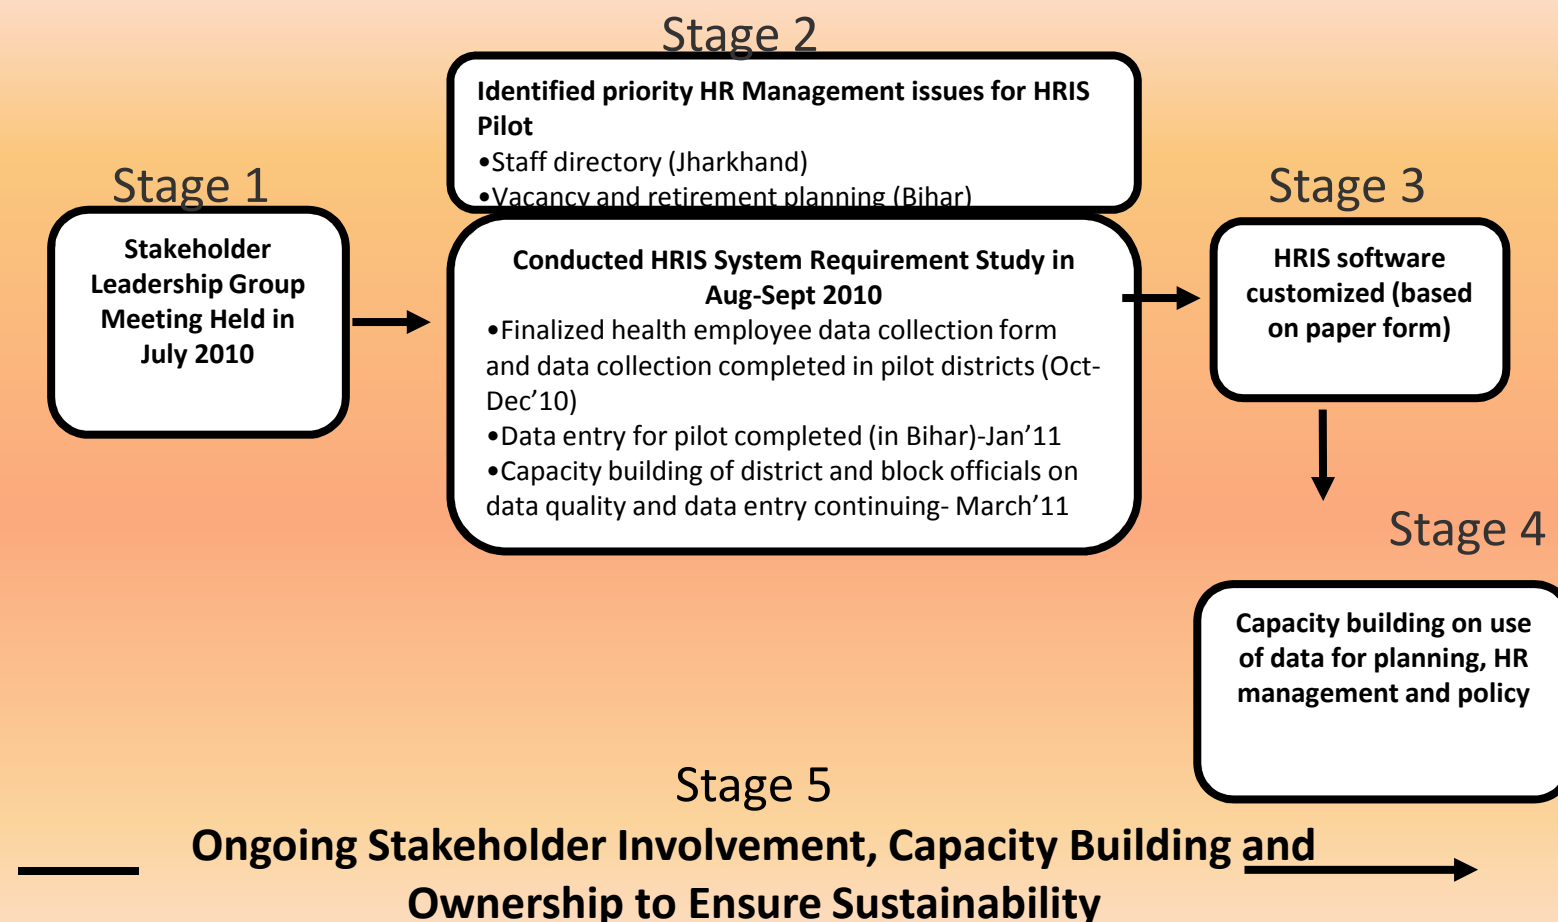 Stage 1
Stakeholder
Leadership Group
Meeting Held in
July 2010
Stage 2
Identified priority HR Management issues for HRIS
Pilot
•Staff directory (Jharkhand)
•Vacancy and retirement planning (Bihar)
Conducted HRIS System Requirement Study in
Aug-Sept 2010
•Finalized health employee data collection form
and data collection completed in pilot districts (Oct-
Dec’10)
•Data entry for pilot completed (in Bihar)-Jan’11
•Capacity building of district and block officials on
data quality and data entry continuing- March’11
Stage 3
HRIS software
customized (based
on paper form)
Stage 4
Capacity building on use
of data for planning, HR
management and policy
Stage 5
Ongoing Stakeholder Involvement, Capacity Building and
Ownership to Ensure Sustainability